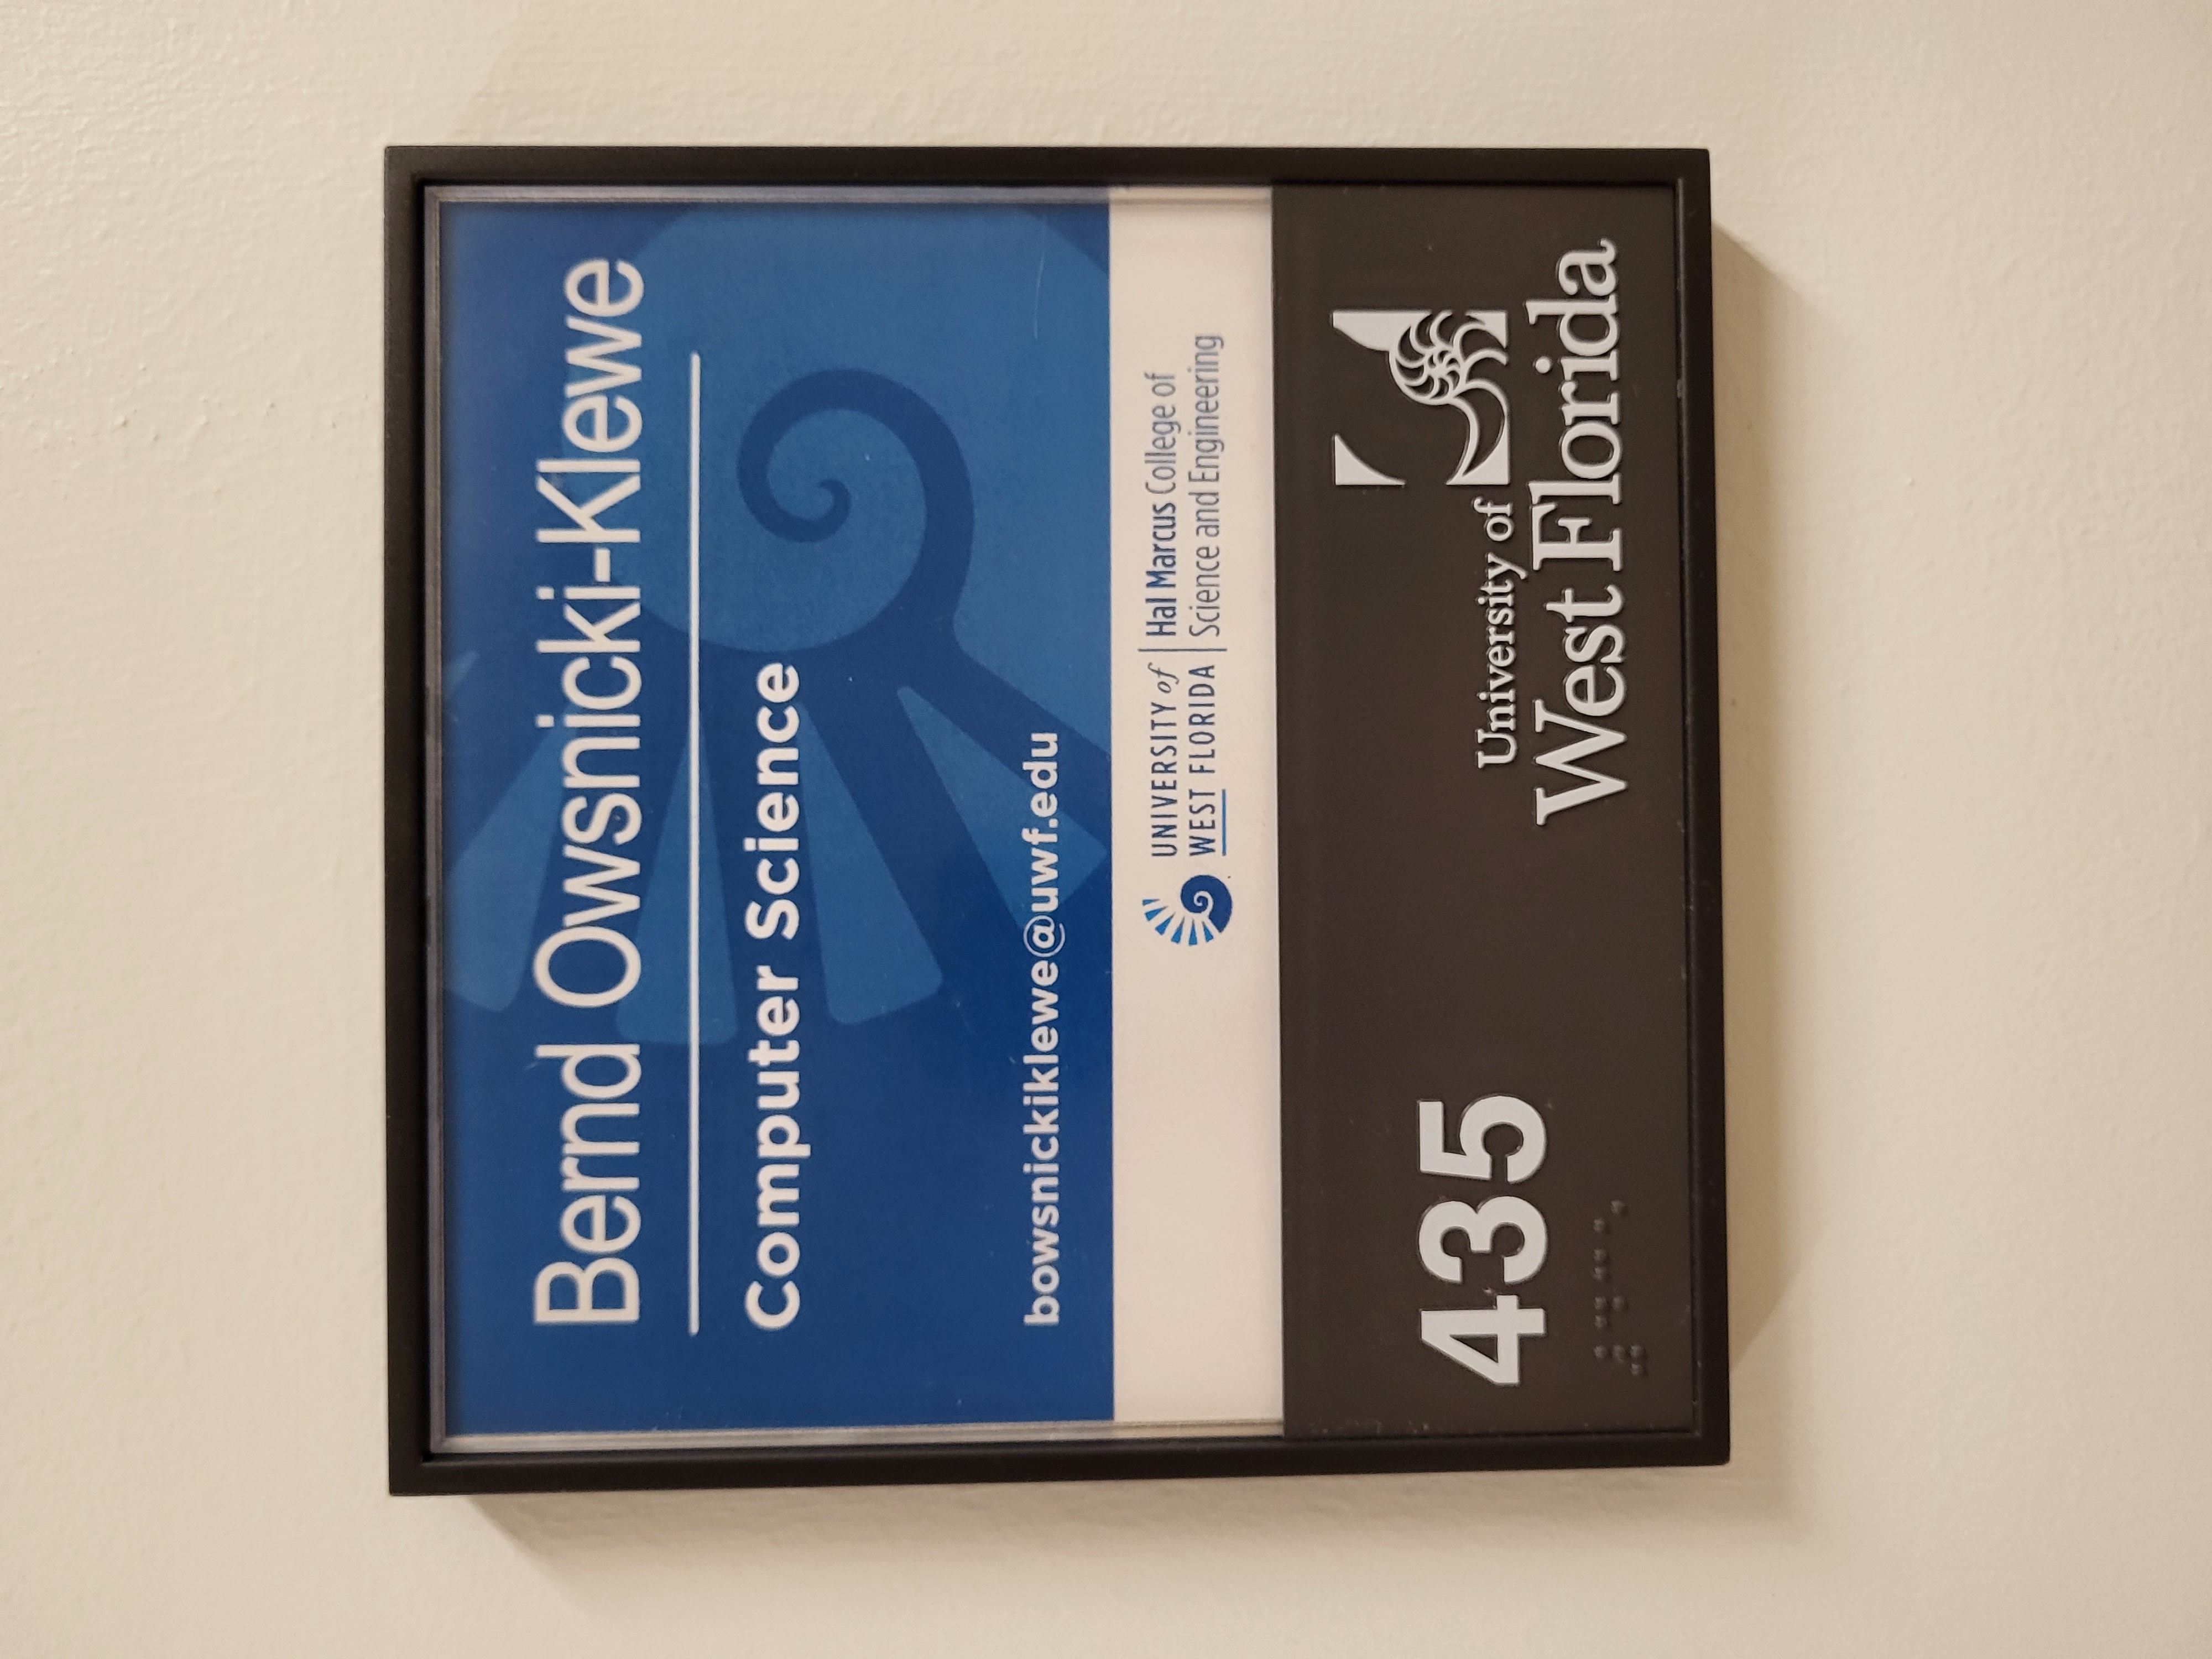 Bernd Owsnicki-Klewe
Computer Science
bowsnickiklewe@uwf.edu
UNIVERSITY of
WEST FLORIDA
Hal Marcus College of
Science and Engineering
435
University of
West Florida
⠼⠙⠉⠑